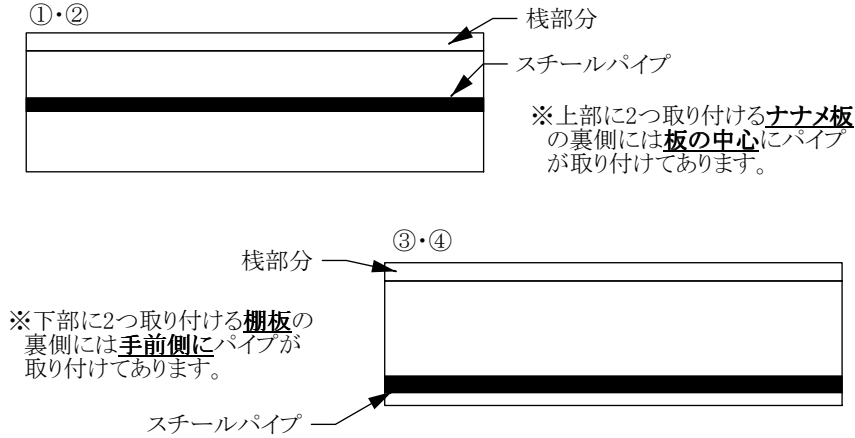 ①・②
桟部分
スチールパイプ
※上部に2つ取り付けるナナメ板
の裏側には板の中心にパイプ
が取り付けてあります。
③・④
桟部分
※下部に2つ取り付ける棚板の
裏側には手前側にパイプが
取り付けてあります。
スチールパイプ